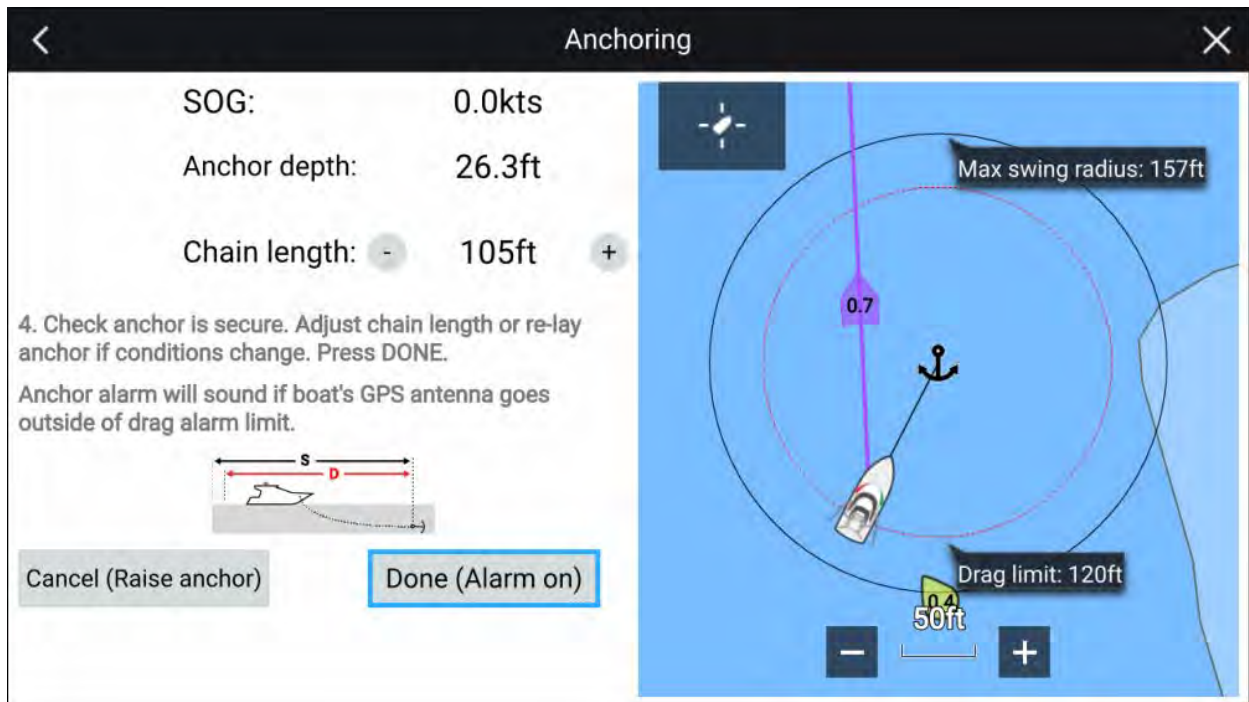 Anchoring
SOG: 0.0kts
Anchor depth: 26.3ft
Chain length: - 105ft +
4. Check anchor is secure. Adjust chain length or re-lay
anchor if conditions change. Press DONE.
Anchor alarm will sound if boat's GPS antenna goes
outside of drag alarm limit.
S
D
Cancel (Raise anchor) Done (Alarm on)
Max swing radius: 157ft
0.7
Drag limit: 120ft
0.4
50ft
- +